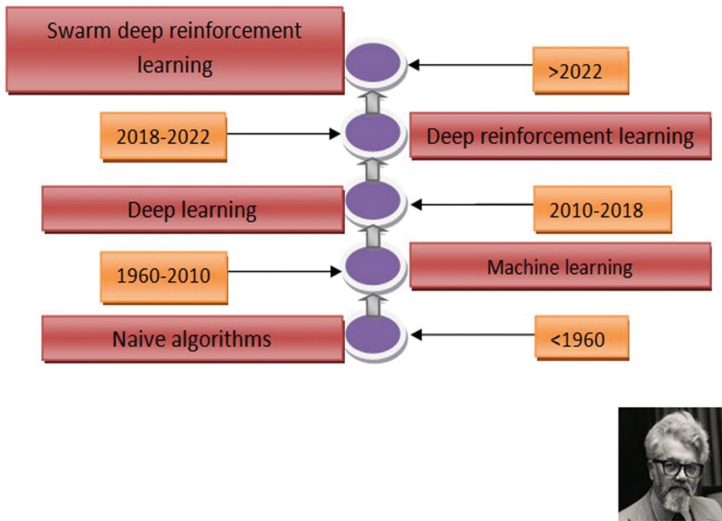 Swarm deep reinforcement
learning
>2022
2018-2022
Deep reinforcement learning
Deep learning
2010-2018
1960-2010
Machine learning
Naive algorithms
<1960